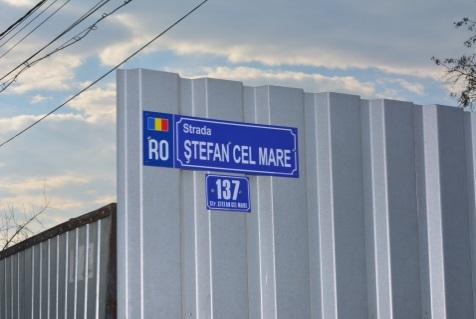 Strada
RO ŞTEFAN CEL MARE
137
Str. ŞTEFAN CEL MARE